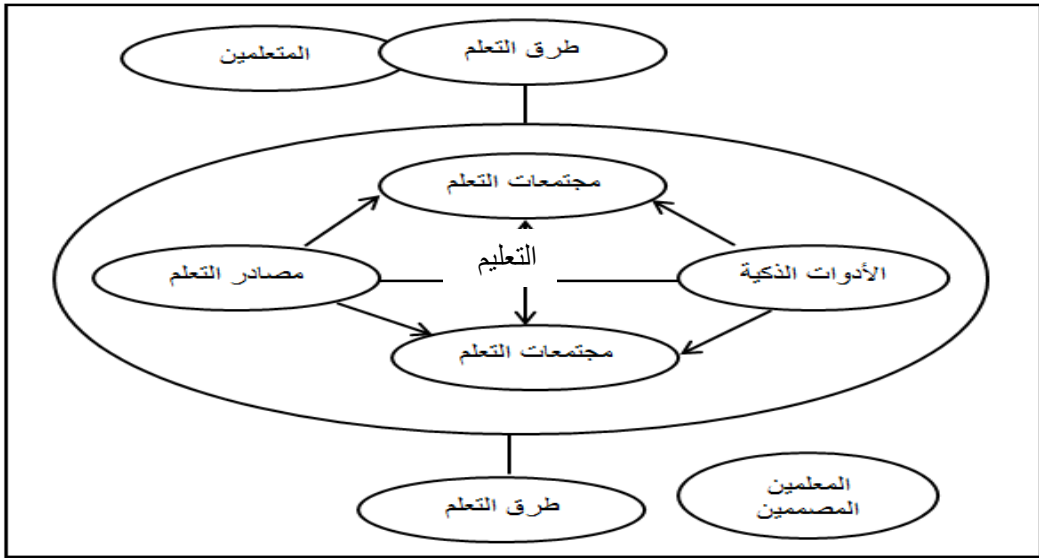 طرق التعلم
المتعلمين
مجتمعات التعلم
الأدوات الذكية
التعليم
مصادر التعلم
مجتمعات التعلم
المعلمين
المصممين
طرق التعلم